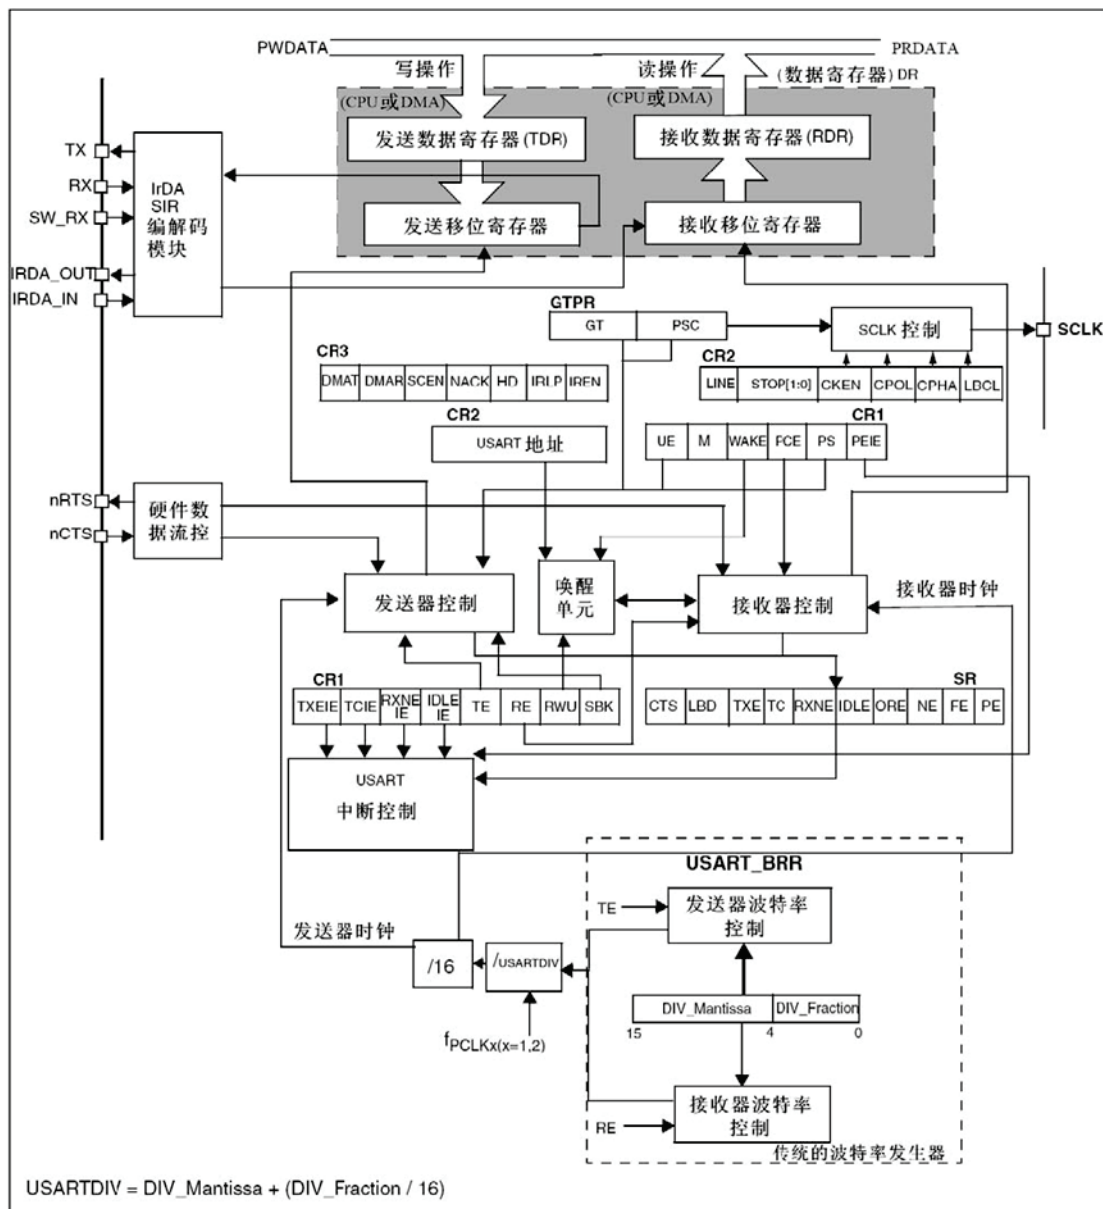 PWDATA
PRDATA
写操作
读操作
(数据寄存器)DR
(CPU或DMA)
(CPU或DMA)
发送数据寄存器(TDR)
接收数据寄存器(RDR)
TX
RX
SW_RX
IRDA_OUT
IRDA_IN
IrDA
SIR
编解码
模块
发送移位寄存器
接收移位寄存器
GTPR
GT
PSC
SCLK 控制
SCLK
CR3
DMAT
DMAR
SCEN
NACK
HD
IRLP
IREN
CR2
LINE
STOP[1:0]
CKEN
CPOL
CPHA
LBCL
CR2
USART 地址
CR1
UE
M
WAKE
PCE
PS
PEIE
nRTS
nCTS
硬件数
据流控
发送器控制
唤醒
单元
接收器控制
接收器时钟
CR1
TXEIE
TCIE
RXNE
IE
IDLE
IE
TE
RE
RWU
SBK
SR
CTS
LBD
TXE
TC
RXNE
IDLE
ORE
NE
FE
PE
USART
中断控制
USART_BRR
TE
发送器波特率
控制
发送器时钟
/16
/USARTDIV
fPCLKx(x=1,2)
DIV_Mantissa
DIV_Fraction
15
4
0
RE
接收器波特率
控制
传统的波特率发生器
USARTDIV = DIV_Mantissa + (DIV_Fraction / 16)